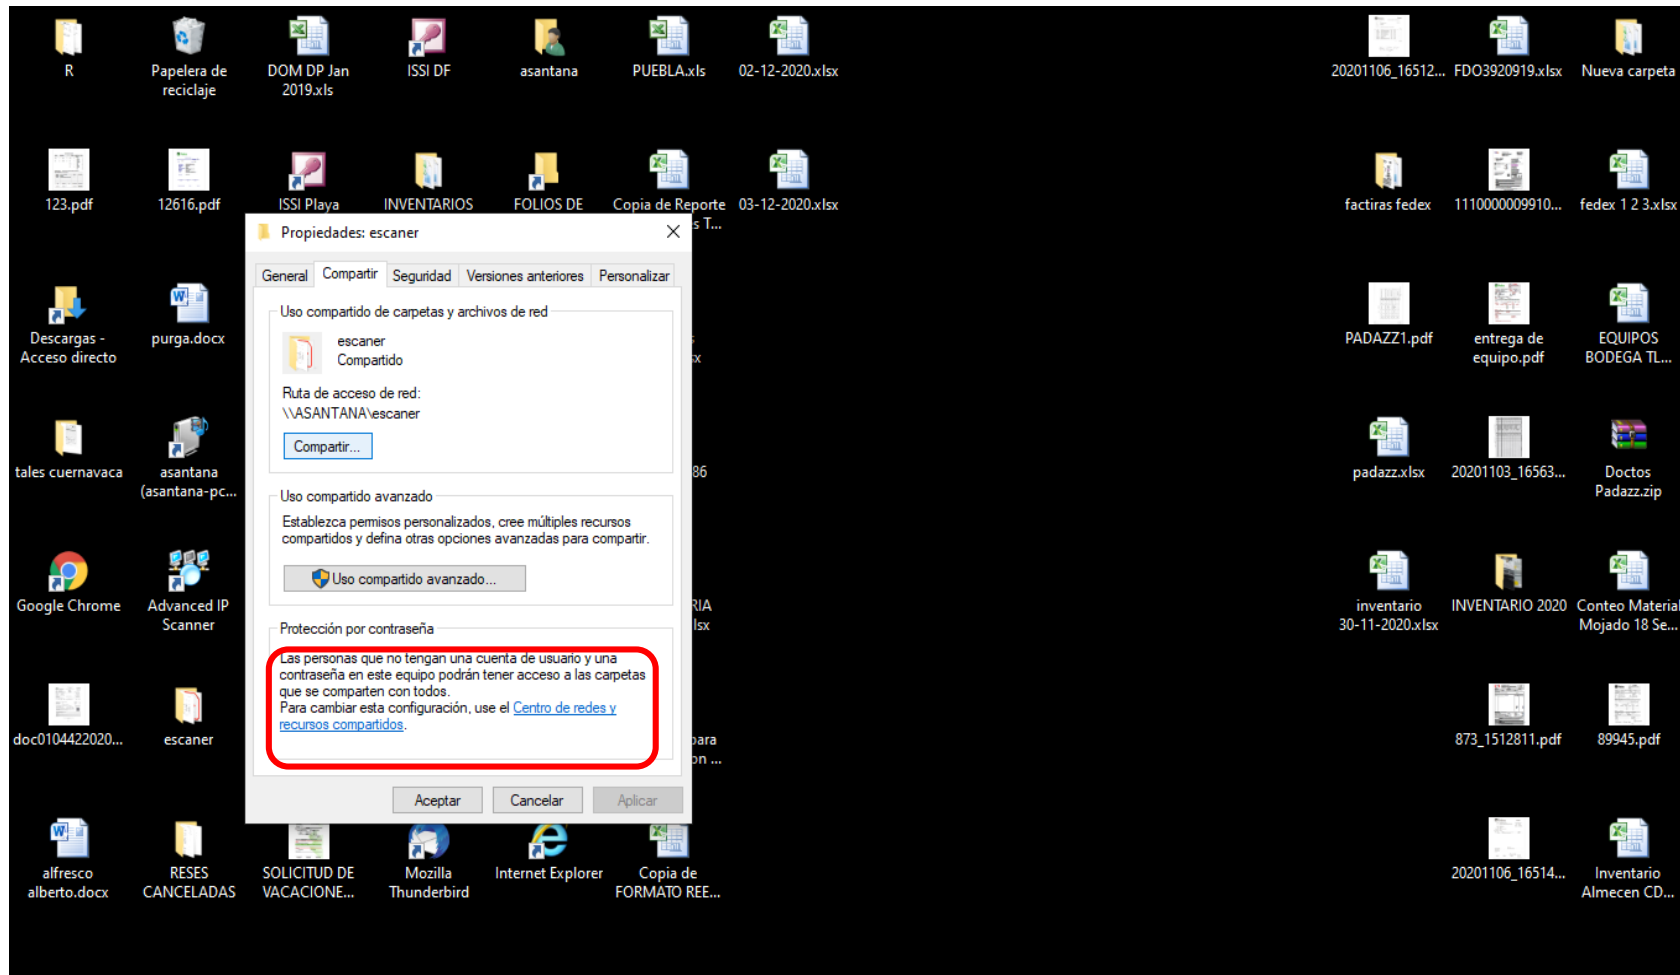 R
Papelera de
reciclaje
DOM DP Jan
2019.xls
ISSI DF
asantana
PUEBLA.xls
02-12-2020.xlsx
20201106_16512...
FDO3920919.xlsx
Nueva carpeta
123.pdf
12616.pdf
ISSI Playa
INVENTARIOS
FOLIOS DE
Copia de Reporte
s T...
03-12-2020.xlsx
factiras fedex
1110000009910...
fedex 1 2 3.xlsx
Propiedades: escaner
General
Compartir
Seguridad
Versiones anteriores
Personalizar
Uso compartido de carpetas y archivos de red
escaner
Compartido
Ruta de acceso de red:
\\ASANTANA\escaner
Compartir...
Uso compartido avanzado
Establezca permisos personalizados, cree múltiples recursos
compartidos y defina otras opciones avanzadas para compartir.
Uso compartido avanzado...
Protección por contraseña
Las personas que no tengan una cuenta de usuario y una
contraseña en este equipo podrán tener acceso a las carpetas
que se comparten con todos.
Para cambiar esta configuración, use el Centro de redes y
recursos compartidos.
Aceptar
Cancelar
Aplicar
Descargas -
Acceso directo
purga.docx
sx
PADAZZ1.pdf
entrega de
equipo.pdf
EQUIPOS
BODEGA TL...
tales cuernavaca
asantana
(asantana-pc...
86
padazz.xlsx
20201103_16563...
Doctos
Padazz.zip
Google Chrome
Advanced IP
Scanner
RIA
lsx
inventario
30-11-2020.xlsx
INVENTARIO 2020
Conteo Material
Mojado 18 Se...
doc0104422020...
escaner
para
on ...
873_1512811.pdf
89945.pdf
alfresco
alberto.docx
RESES
CANCELADAS
SOLICITUD DE
VACACIONE...
Mozilla
Thunderbird
Internet Explorer
Copia de
FORMATO REE...
20201106_16514...
Inventario
Almecen CD...